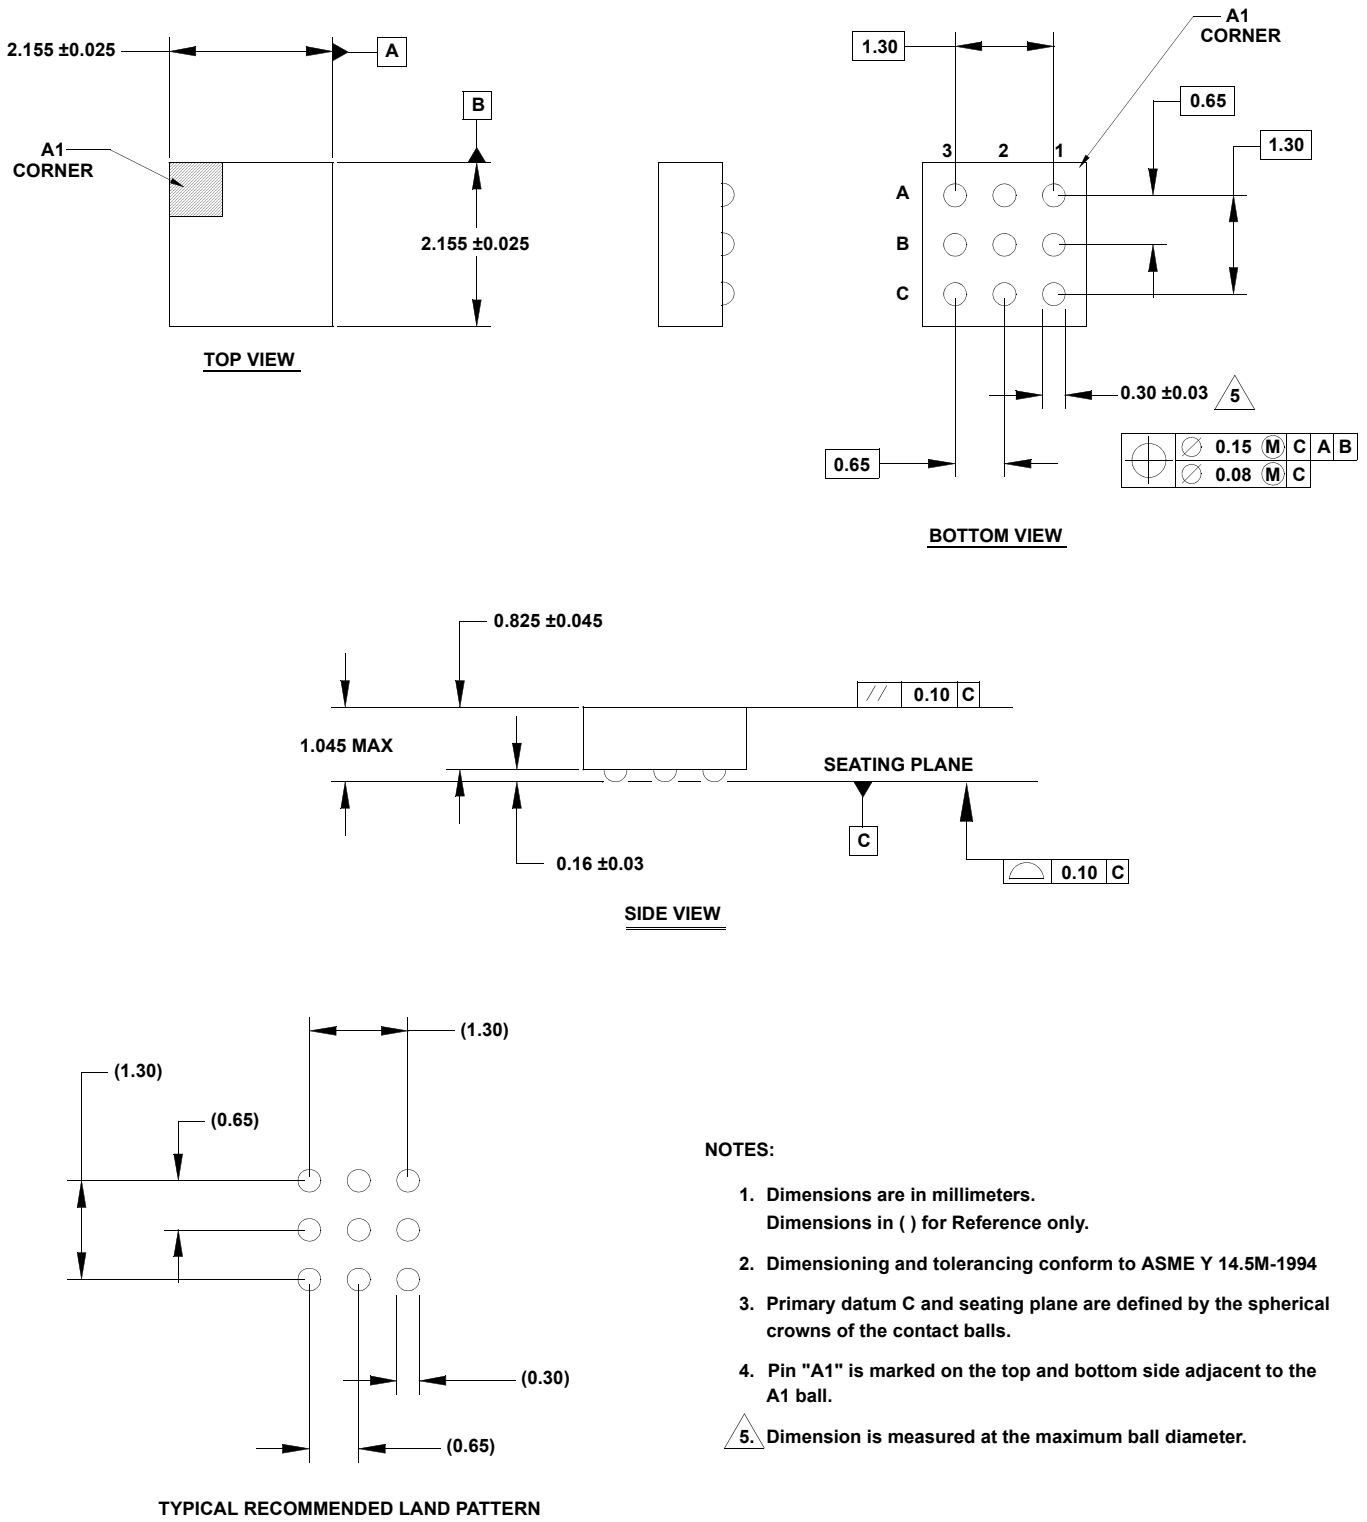 2.155 ±0.025
A
B
A1
CORNER
2.155 ±0.025
TOP VIEW
1.30
A1
CORNER
0.65
1.30
3 2 1
A
B
C
0.30 ±0.03 5
0.65
∅ 0.15 Ⓜ C A B
∅ 0.08 Ⓜ C
BOTTOM VIEW
0.825 ±0.045
// 0.10 C
1.045 MAX
SEATING PLANE
C
0.16 ±0.03
0.10 C
SIDE VIEW
(1.30)
(1.30)
(0.65)
(0.30)
(0.65)
TYPICAL RECOMMENDED LAND PATTERN
NOTES:
1. Dimensions are in millimeters.
Dimensions in ( ) for Reference only.
2. Dimensioning and tolerancing conform to ASME Y 14.5M-1994
3. Primary datum C and seating plane are defined by the spherical
crowns of the contact balls.
4. Pin "A1" is marked on the top and bottom side adjacent to the
A1 ball.
5. Dimension is measured at the maximum ball diameter.